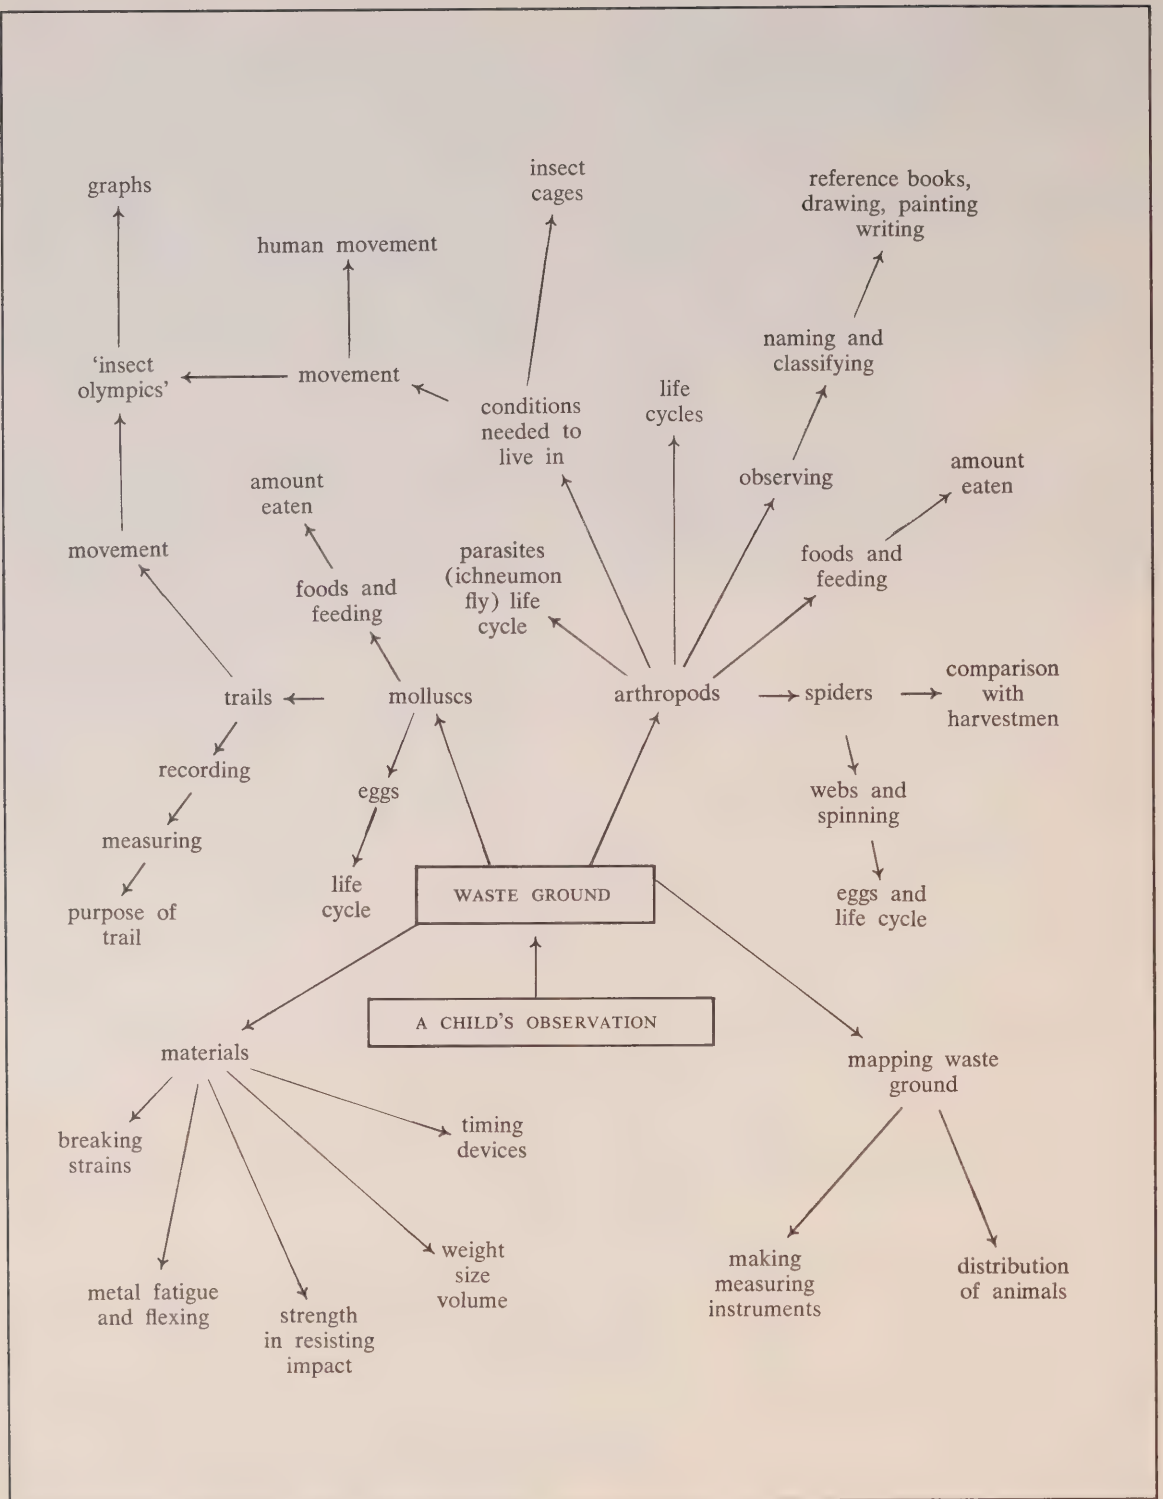 graphs
insect
cages
reference books,
drawing, painting
writing
human movement
naming and
classifying
'insect
olympics'
movement
conditions
needed to
live in
life
cycles
observing
amount
eaten
amount
eaten
movement
parasites
(ichneumon
fly) life
cycle
foods and
feeding
foods and
feeding
trails
molluscs
arthropods
spiders
comparison
with
harvestmen
recording
eggs
webs and
spinning
measuring
life
cycle
WASTE GROUND
eggs and
life cycle
purpose of
trail
A CHILD'S OBSERVATION
materials
mapping waste
ground
breaking
strains
timing
devices
weight
size
volume
making
measuring
instruments
distribution
of animals
metal fatigue
and flexing
strength
in resisting
impact